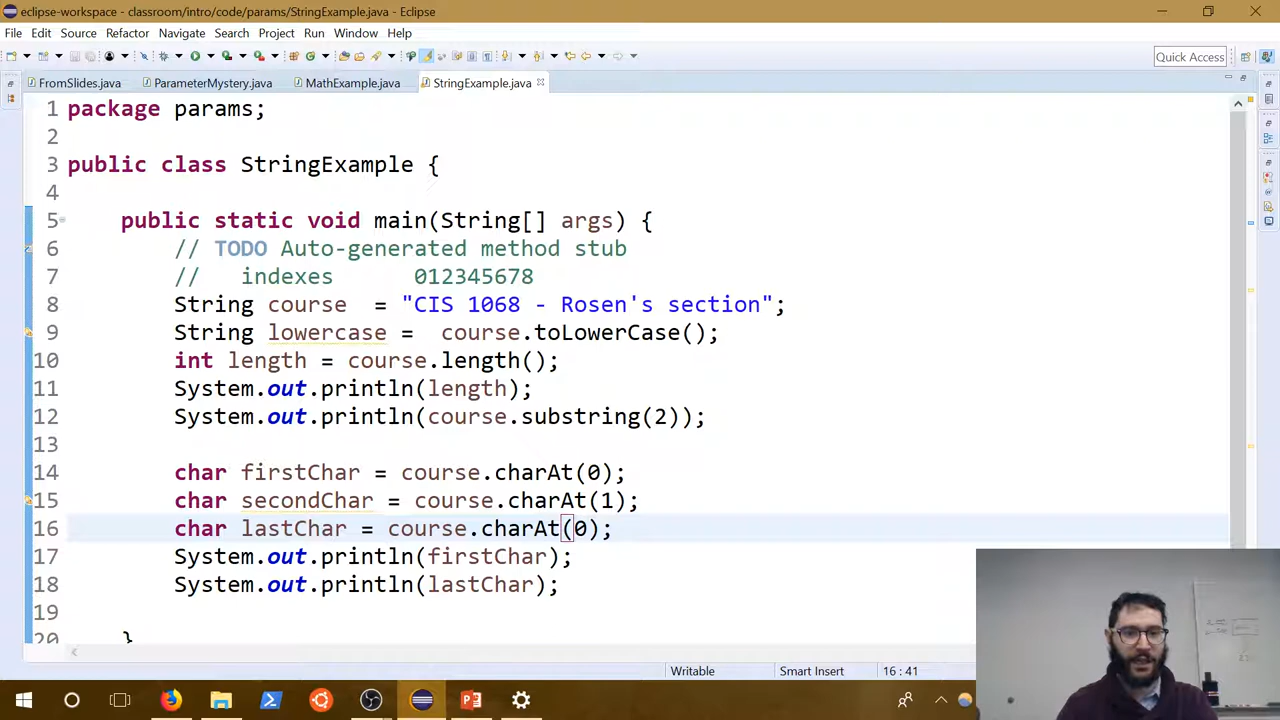 eclipse-workspace - classroom/intro/code/params/StringExample.java - Eclipse
File Edit Source Refactor Navigate Search Project Run Window Help
Quick Access
FromSlides.java ParameterMystery.java MathExample.java StringExample.java
1 package params;
2
3 public class StringExample {
4
5 public static void main(String[] args) {
6 // TODO Auto-generated method stub
7 // indexes 012345678
8 String course = "CIS 1068 - Rosen's section";
9 String lowercase = course.toLowerCase();
10 int length = course.length();
11 System.out.println(length);
12 System.out.println(course.substring(2));
13
14 char firstChar = course.charAt(0);
15 char secondChar = course.charAt(1);
16 char lastChar = course.charAt(0);
17 System.out.println(firstChar);
18 System.out.println(lastChar);
19
20 }
Writable Smart Insert 16 : 41